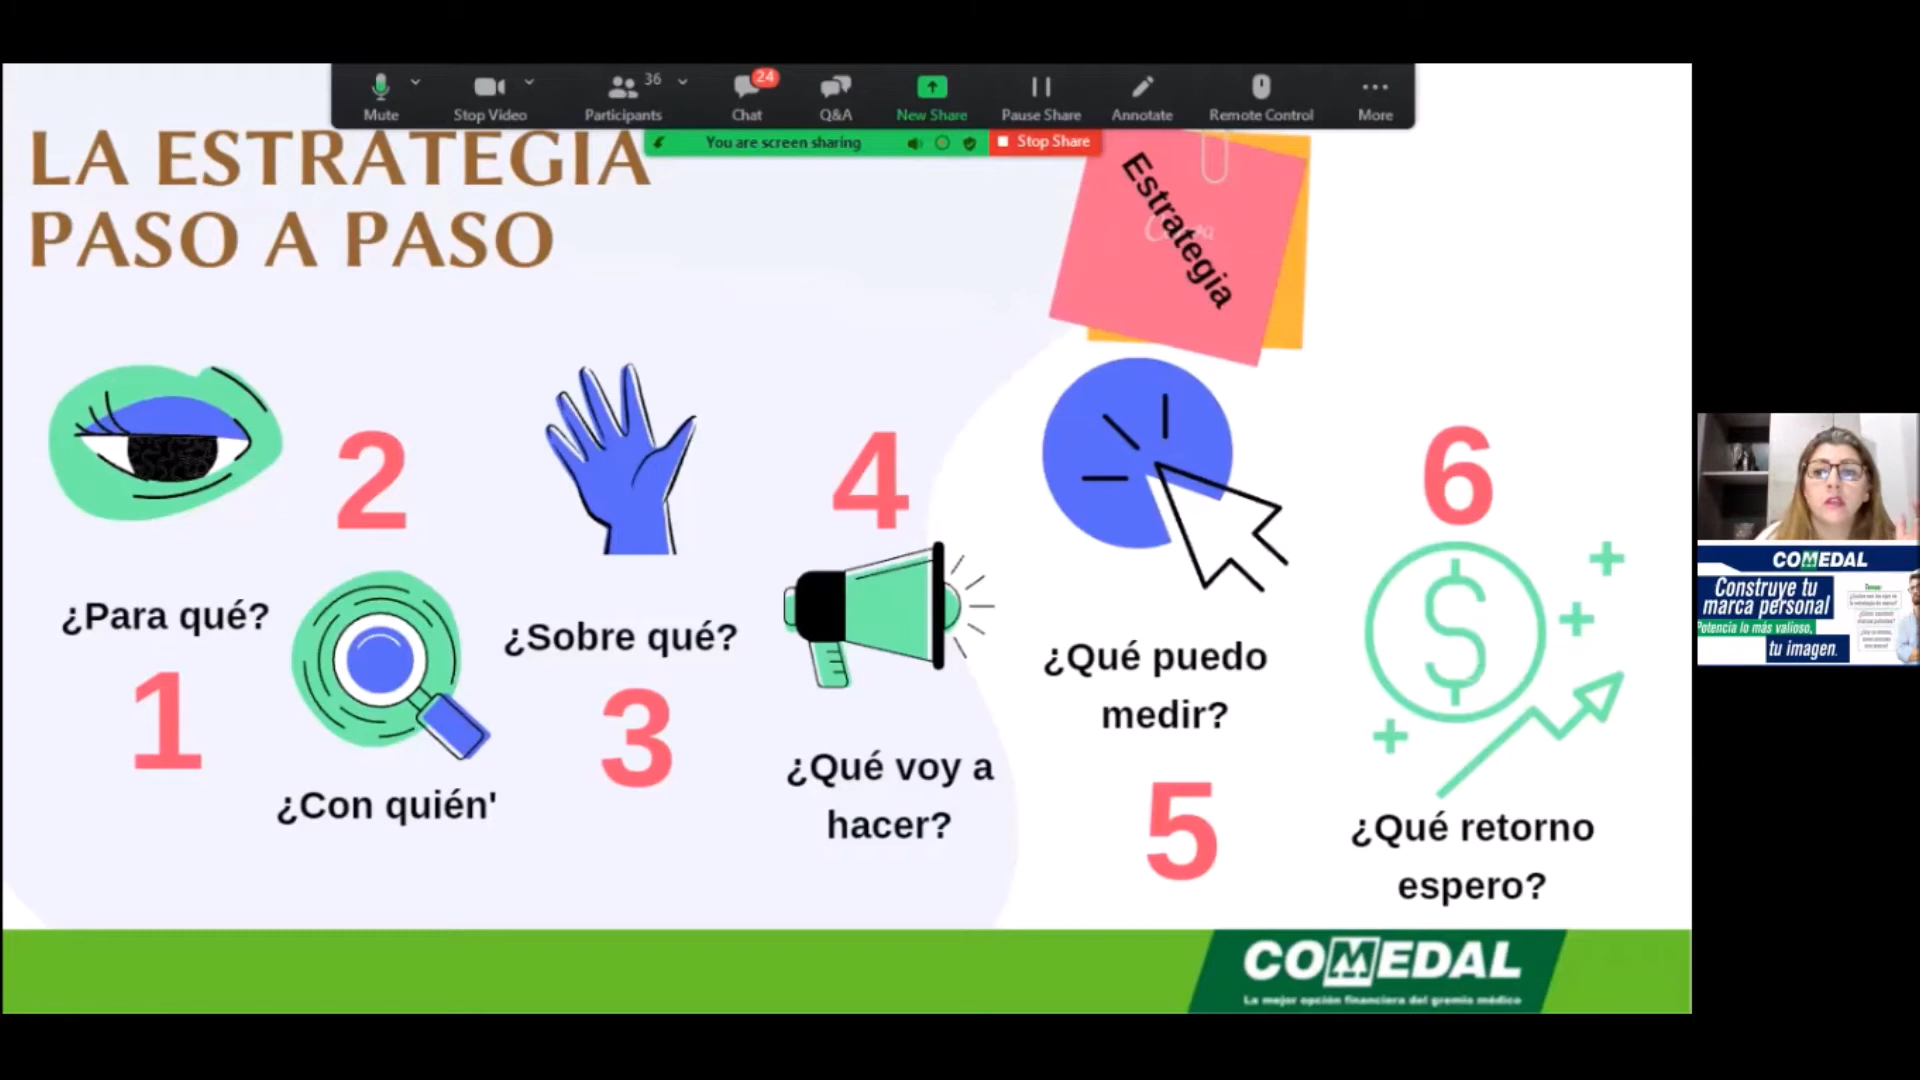 Mute
Stop Video
Participants
36
Chat
24
Q&A
New Share
Pause Share
Annotate
Remote Control
More
You are screen sharing
Stop Share
LA ESTRATEGIA
PASO A PASO
Estrategia
¿Para qué?
1
2
¿Con quién'
¿Sobre qué?
3
4
¿Qué voy a
hacer?
¿Qué puedo
medir?
5
6
¿Qué retorno
espero?
COMEDAL
La mejor opción financiera del gremio médico
COMEDAL
Construye tu
marca personal
Potencia lo más valioso,
tu imagen.